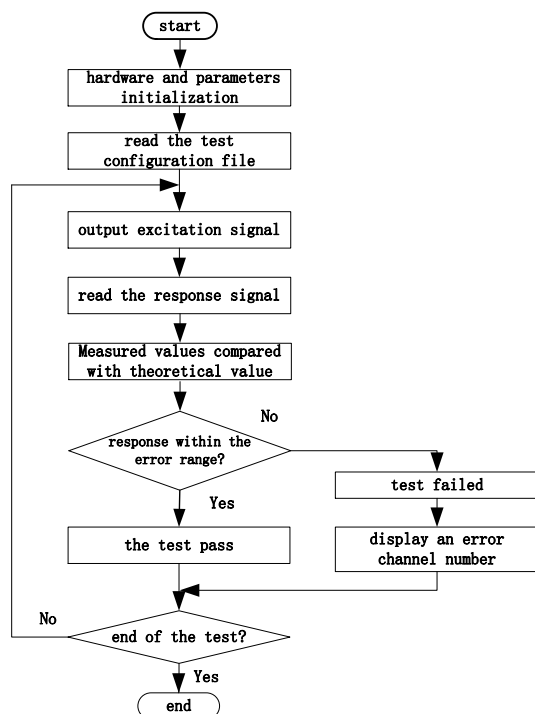 start
hardware and parameters
initialization
read the test
configuration file
output excitation signal
read the response signal
Measured values compared
with theoretical value
No
response within the
error range?
Yes
test failed
the test pass
display an error
channel number
No
end of the test?
Yes
end